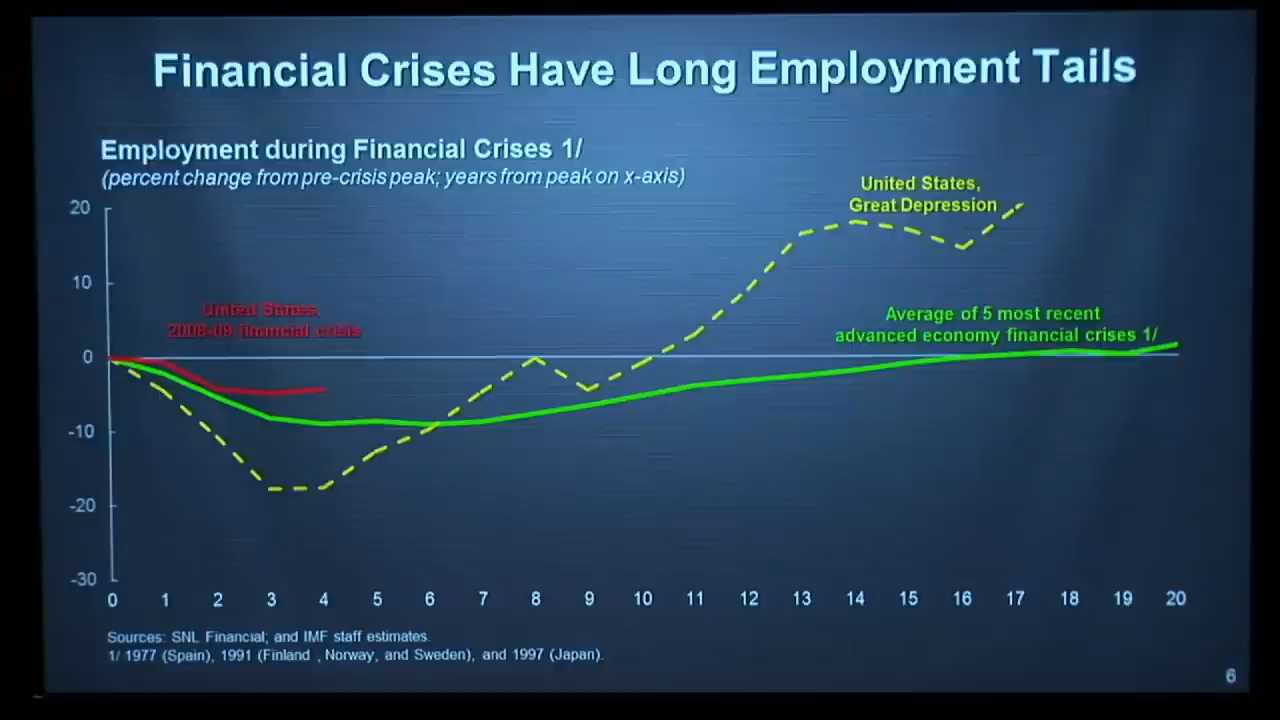 Financial Crises Have Long Employment Tails
Employment during Financial Crises 1/
(percent change from pre-crisis peak; years from peak on x-axis)
United States,
Great Depression
20
10
United States,
2008-09 financial crisis
Average of 5 most recent
advanced economy financial crises 1/
0
-10
-20
-30
0 1 2 3 4 5 6 7 8 9 10 11 12 13 14 15 16 17 18 19 20
Sources: SNL Financial; and IMF staff estimates.
1/ 1977 (Spain), 1991 (Finland , Norway, and Sweden), and 1997 (Japan).
6